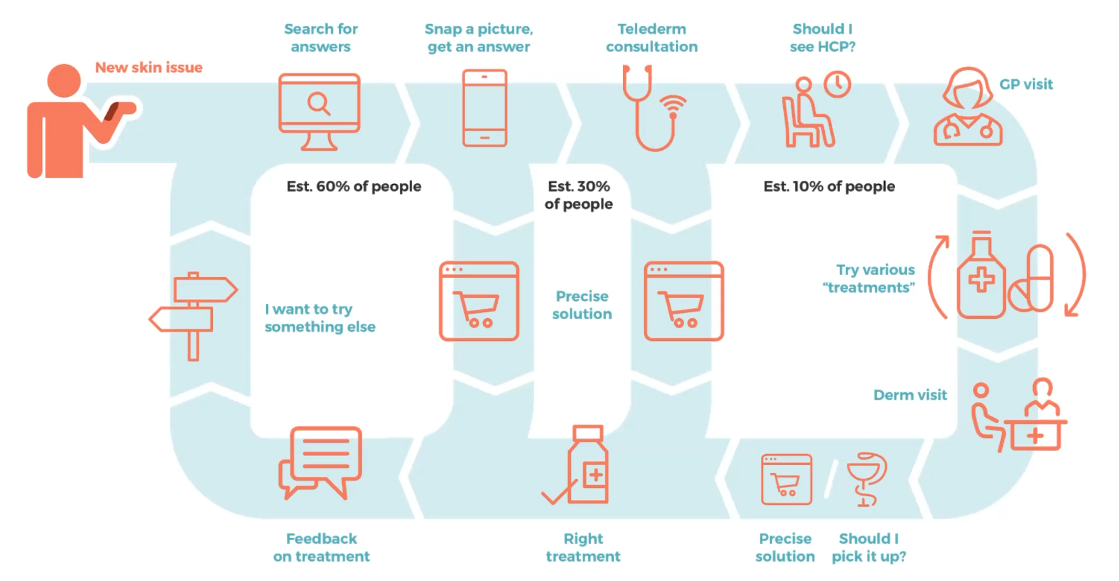 Search for
answers
Snap a picture,
get an answer
Telederm
consultation
Should I
see HCP?
New skin issue
GP visit
Est. 60% of people
Est. 30%
of people
Est. 10% of people
I want to try
something else
Precise
solution
Try various
“treatments”
Derm visit
Feedback
on treatment
Right
treatment
Precise
solution
Should I
pick it up?